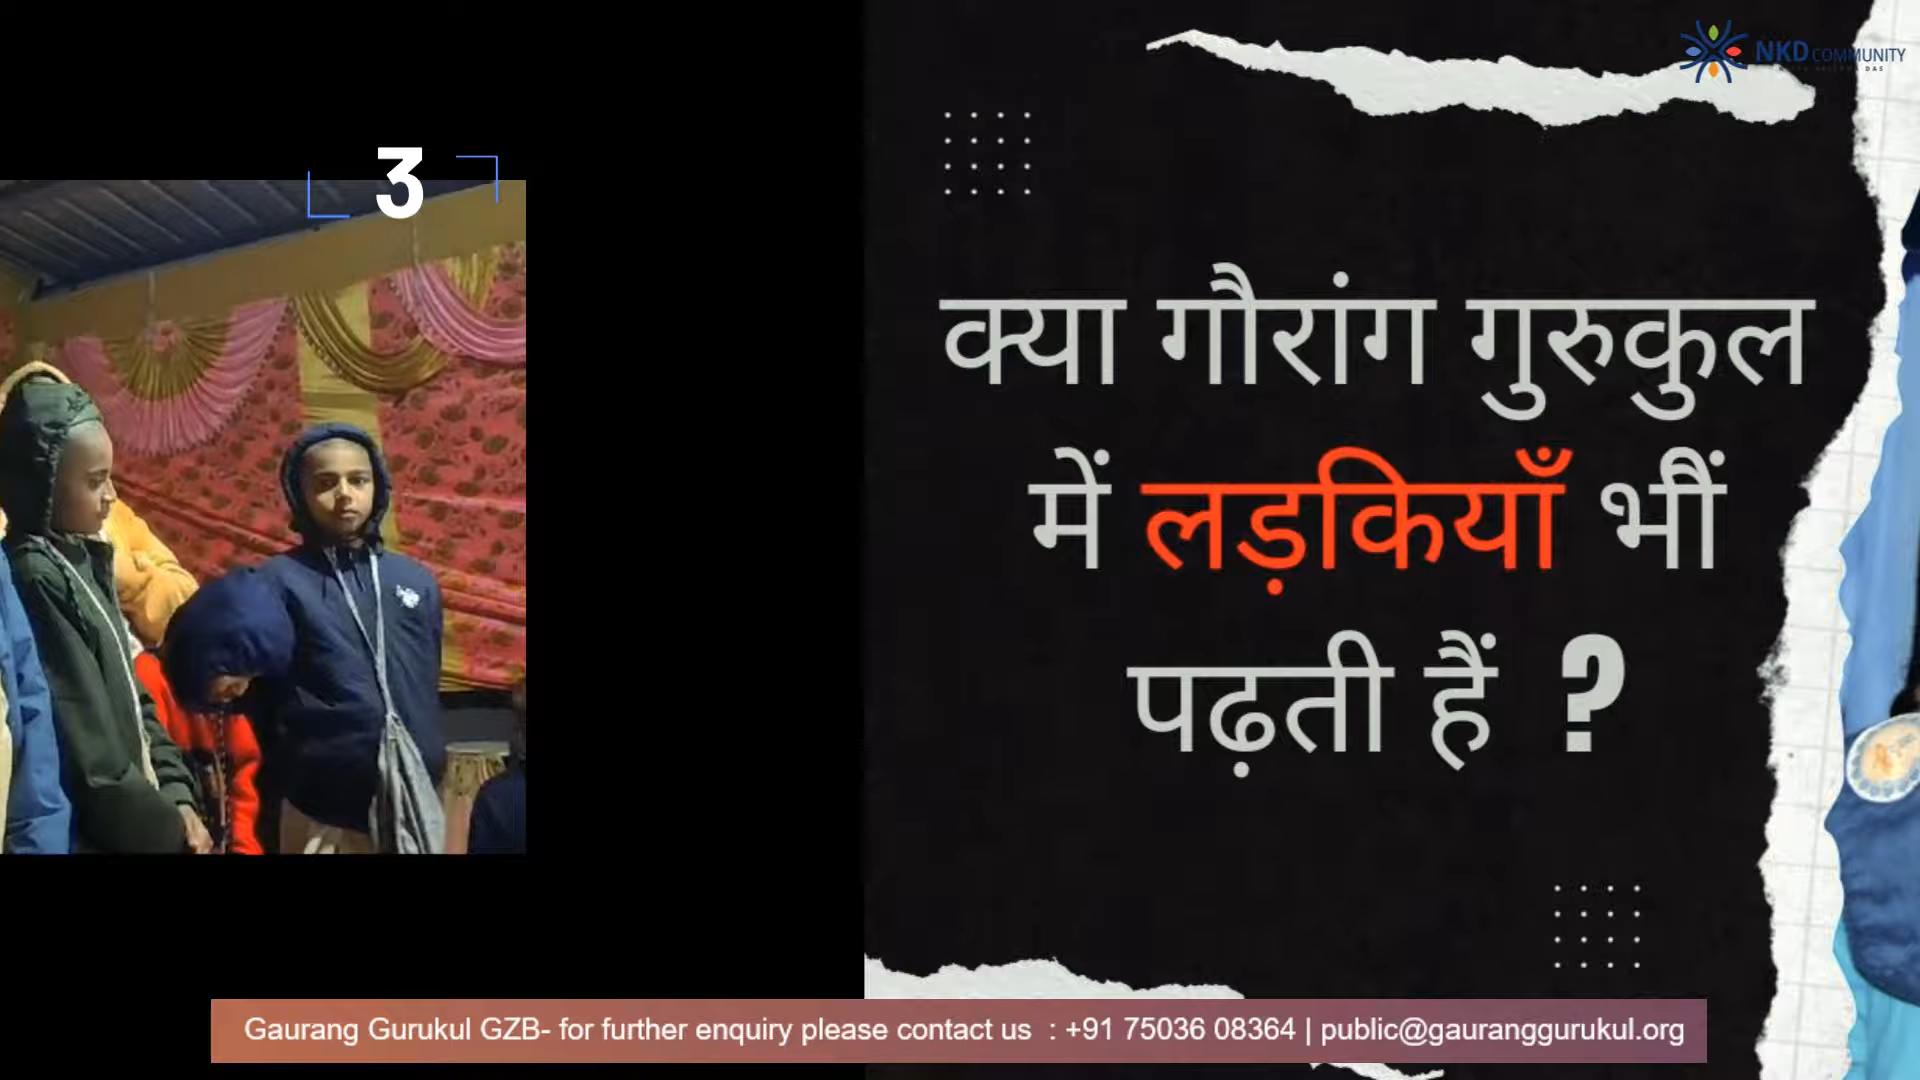 NKD COMMUNITY
3
क्या गौरांग गुरुकुल
में लड़कियाँ भीं
पढ़ती हैं ?
Gaurang Gurukul GZB- for further enquiry please contact us : +91 75036 08364 | public@gauranggurukul.org